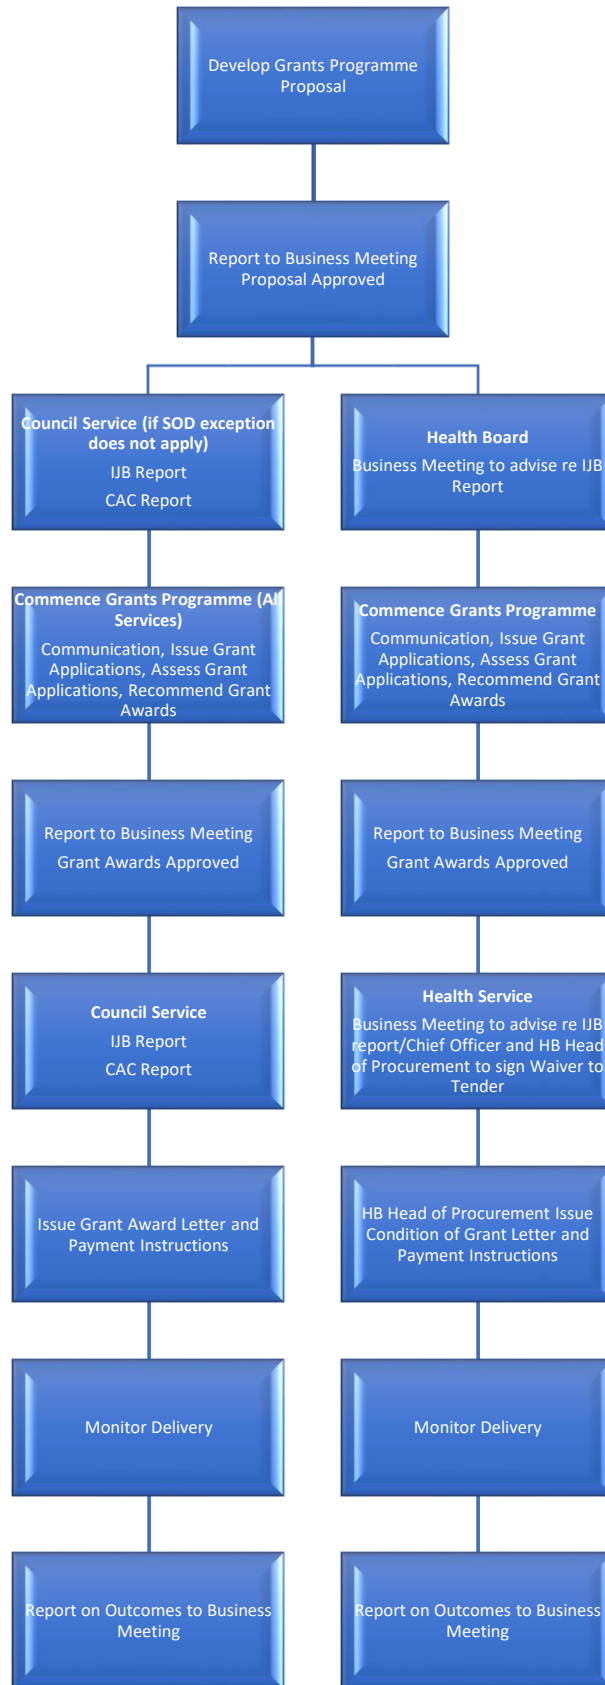 Develop Grants Programme
Proposal
Report to Business Meeting
Proposal Approved
Council Service (if SOD exception
does not apply)
IJB Report
CAC Report
Health Board
Business Meeting to advise re IJB
Report
Commence Grants Programme (All
Services)
Communication, Issue Grant
Applications, Assess Grant
Applications, Recommend Grant
Awards
Commence Grants Programme
Communication, Issue Grant
Applications, Assess Grant
Applications, Recommend Grant
Awards
Report to Business Meeting
Grant Awards Approved
Report to Business Meeting
Grant Awards Approved
Council Service
IJB Report
CAC Report
Health Service
Business Meeting to advise re IJB
report/Chief Officer and HB Head
of Procurement to sign Waiver to
Tender
Issue Grant Award Letter and
Payment Instructions
HB Head of Procurement Issue
Condition of Grant Letter and
Payment Instructions
Monitor Delivery
Monitor Delivery
Report on Outcomes to Business
Meeting
Report on Outcomes to Business
Meeting